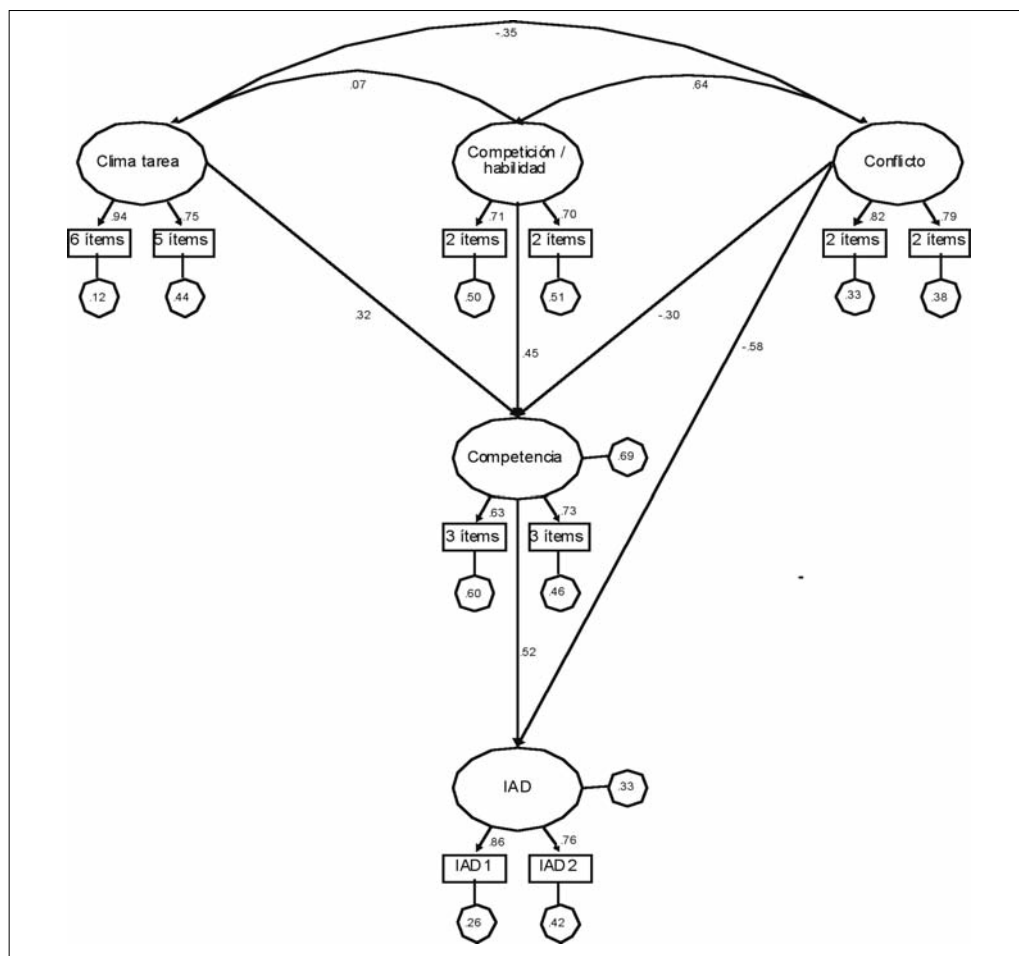 -.35
.07
.64
Clima tarea
Competición /
habilidad
Conflicto
.94
.75
.71
.70
.82
.79
6 ítems
5 ítems
2 ítems
2 ítems
2 ítems
2 ítems
.12
.44
.50
.51
.33
.38
.32
-.30
.45
-.58
Competencia
.69
.63
.73
3 ítems
3 ítems
.60
.46
.52
IAD
.33
.86
.76
IAD1
IAD2
.26
.42